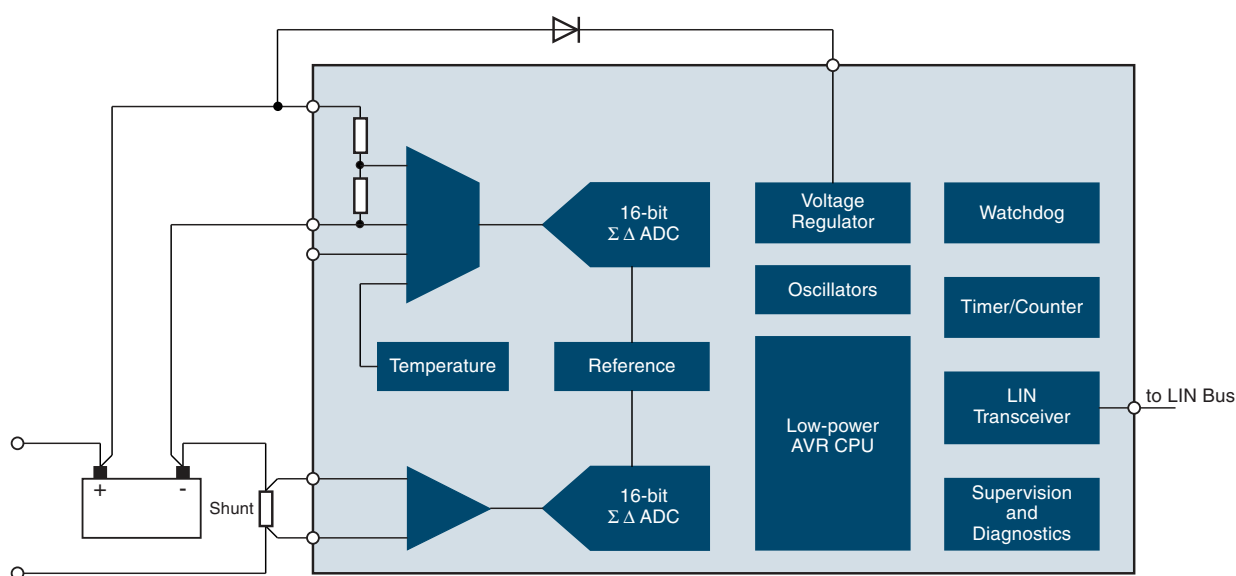 16-bit
Σ Δ ADC
Voltage
Regulator
Watchdog
Oscillators
Timer/Counter
Temperature
Reference
Low-power
AVR CPU
LIN
Transceiver
to LIN Bus
+ -
Shunt
16-bit
Σ Δ ADC
Supervision
and
Diagnostics